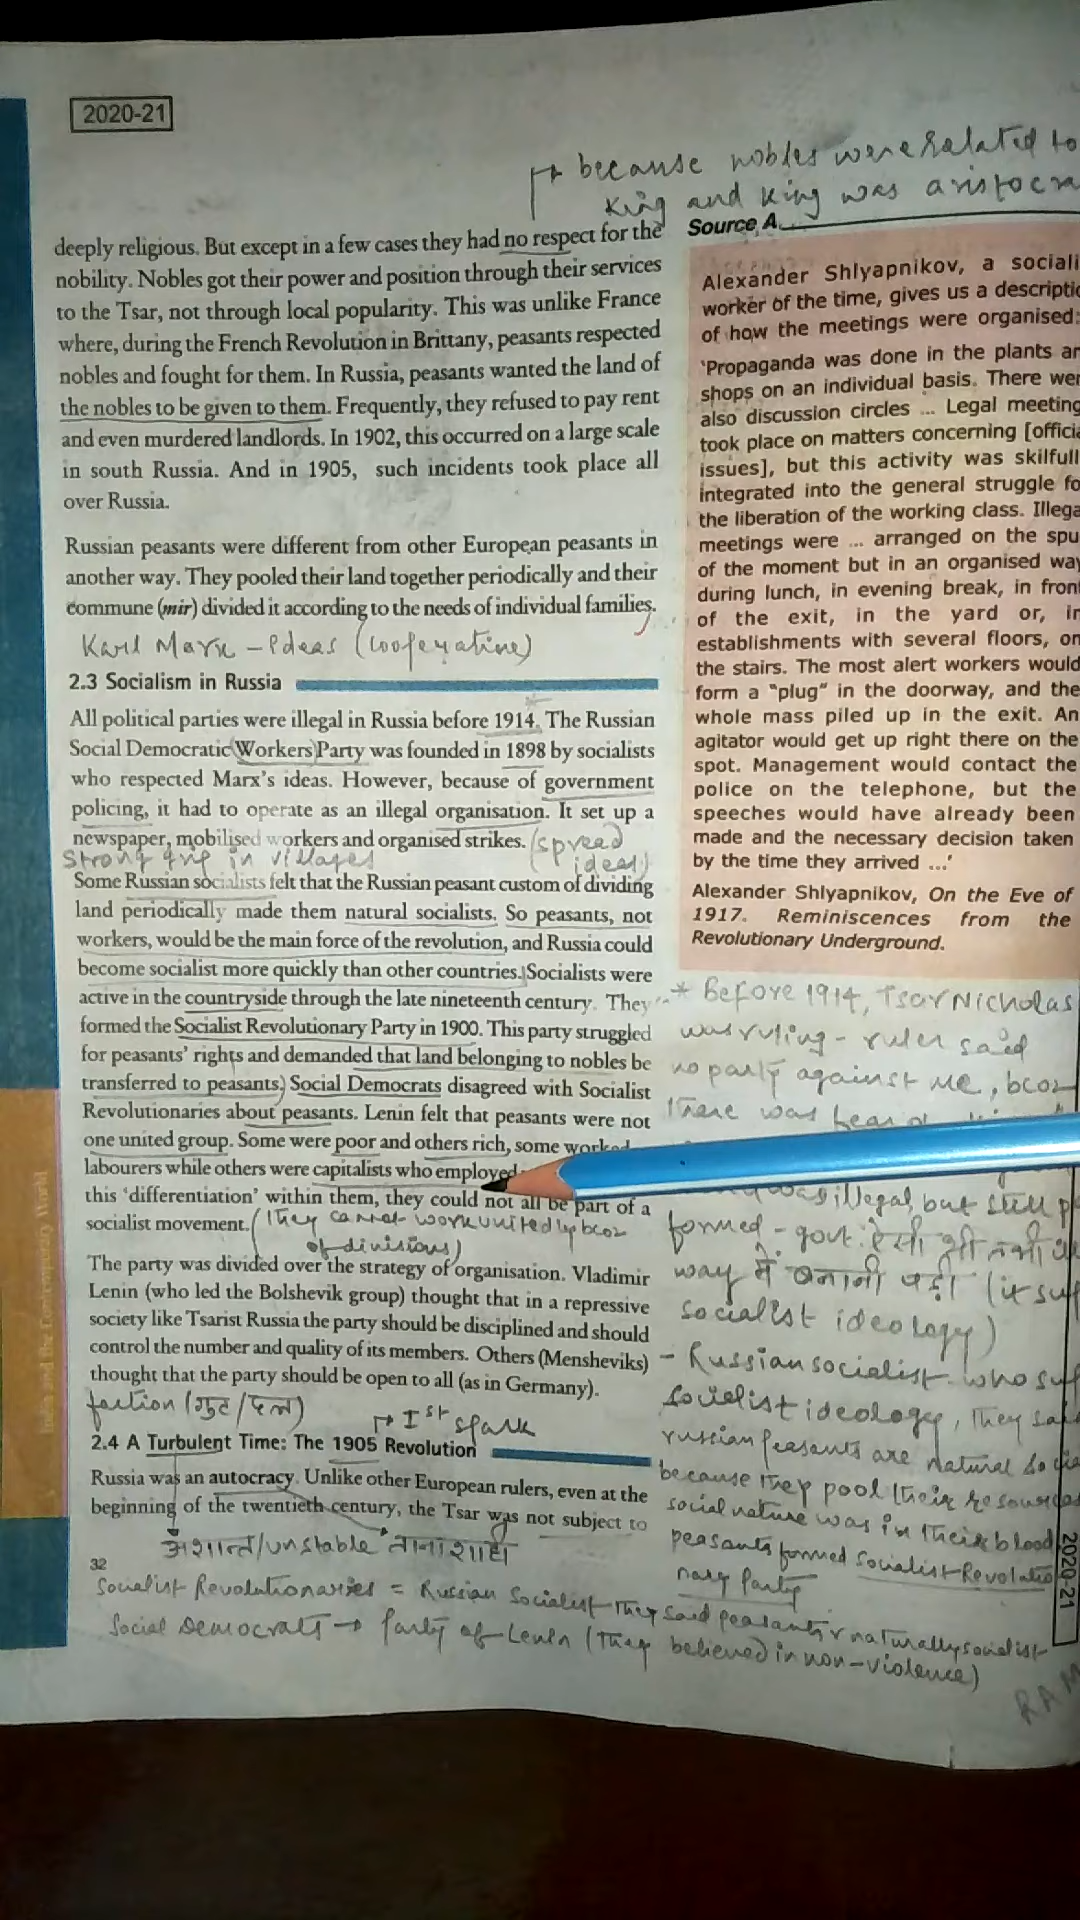 2020-21
because nobles were related to
King and King was aristocra
deeply religious. But except in a few cases they had no respect for the
nobility. Nobles got their power and position through their services
to the Tsar, not through local popularity. This was unlike France
where, during the French Revolution in Brittany, peasants respected
nobles and fought for them. In Russia, peasants wanted the land of
the nobles to be given to them. Frequently, they refused to pay rent
and even murdered landlords. In 1902, this occurred on a large scale
in south Russia. And in 1905, such incidents took place all
over Russia.
Russian peasants were different from other European peasants in
another way. They pooled their land together periodically and their
commune (mir) divided it according to the needs of individual families.
Karl Marx - Ideas (cooperative)
2.3 Socialism in Russia
All political parties were illegal in Russia before 1914. The Russian
Social Democratic Workers Party was founded in 1898 by socialists
who respected Marx's ideas. However, because of government
policing, it had to operate as an illegal organisation. It set up a
newspaper, mobilised workers and organised strikes. (spread
ideas)
strong grip in villages
Some Russian socialists felt that the Russian peasant custom of dividing
land periodically made them natural socialists. So peasants, not
workers, would be the main force of the revolution, and Russia could
become socialist more quickly than other countries. Socialists were
active in the countryside through the late nineteenth century. They
formed the Socialist Revolutionary Party in 1900. This party struggled
for peasants' rights and demanded that land belonging to nobles be
transferred to peasants. Social Democrats disagreed with Socialist
Revolutionaries about peasants. Lenin felt that peasants were not
one united group. Some were poor and others rich, some worked
labourers while others were capitalists who employed
this 'differentiation' within them, they could not all be part of a
socialist movement. (They cannot work unitedly bcoz
of divisions)
The party was divided over the strategy of organisation. Vladimir
Lenin (who led the Bolshevik group) thought that in a repressive
society like Tsarist Russia the party should be disciplined and should
control the number and quality of its members. Others (Mensheviks)
thought that the party should be open to all (as in Germany).
faction (गुट/दल)
Ist spark
2.4 A Turbulent Time: The 1905 Revolution
Russia was an autocracy. Unlike other European rulers, even at the
beginning of the twentieth century, the Tsar was not subject to
अशान्त/unstable तानाशाही
32
Socialist Revolutionaries = Russian Socialist They said peasants r naturally socialist
Social Democrats → Party of Lenin (They believed in non-violence)
Source A
Alexander Shlyapnikov, a sociali
worker of the time, gives us a descriptio
of how the meetings were organised:
'Propaganda was done in the plants an
shops on an individual basis. There wer
also discussion circles ... Legal meeting
took place on matters concerning [officia
issues], but this activity was skilfull
integrated into the general struggle fo
the liberation of the working class. Illega
meetings were ... arranged on the spu
of the moment but in an organised way
during lunch, in evening break, in front
of the exit, in the yard or, in
establishments with several floors, on
the stairs. The most alert workers would
form a "plug" in the doorway, and the
whole mass piled up in the exit. An
agitator would get up right there on the
spot. Management would contact the
police on the telephone, but the
speeches would have already been
made and the necessary decision taken
by the time they arrived ...'
Alexander Shlyapnikov, On the Eve of
1917. Reminiscences from the
Revolutionary Underground.
* Before 1914, Tsar Nicholas
was ruling - ruler said
no party against me, bcoz
there was fear
was illegal, but still p
formed - govt.
way में बनानी पड़ी (it sup
socialist ideology)
- Russian socialist who sup
socialist ideology, they sai
russian peasants are natural socia
because they pool their resources
social nature was in their blood
peasants formed Socialist Revolutio
nary Party
India and the Contemporary World
2020-21
RAM